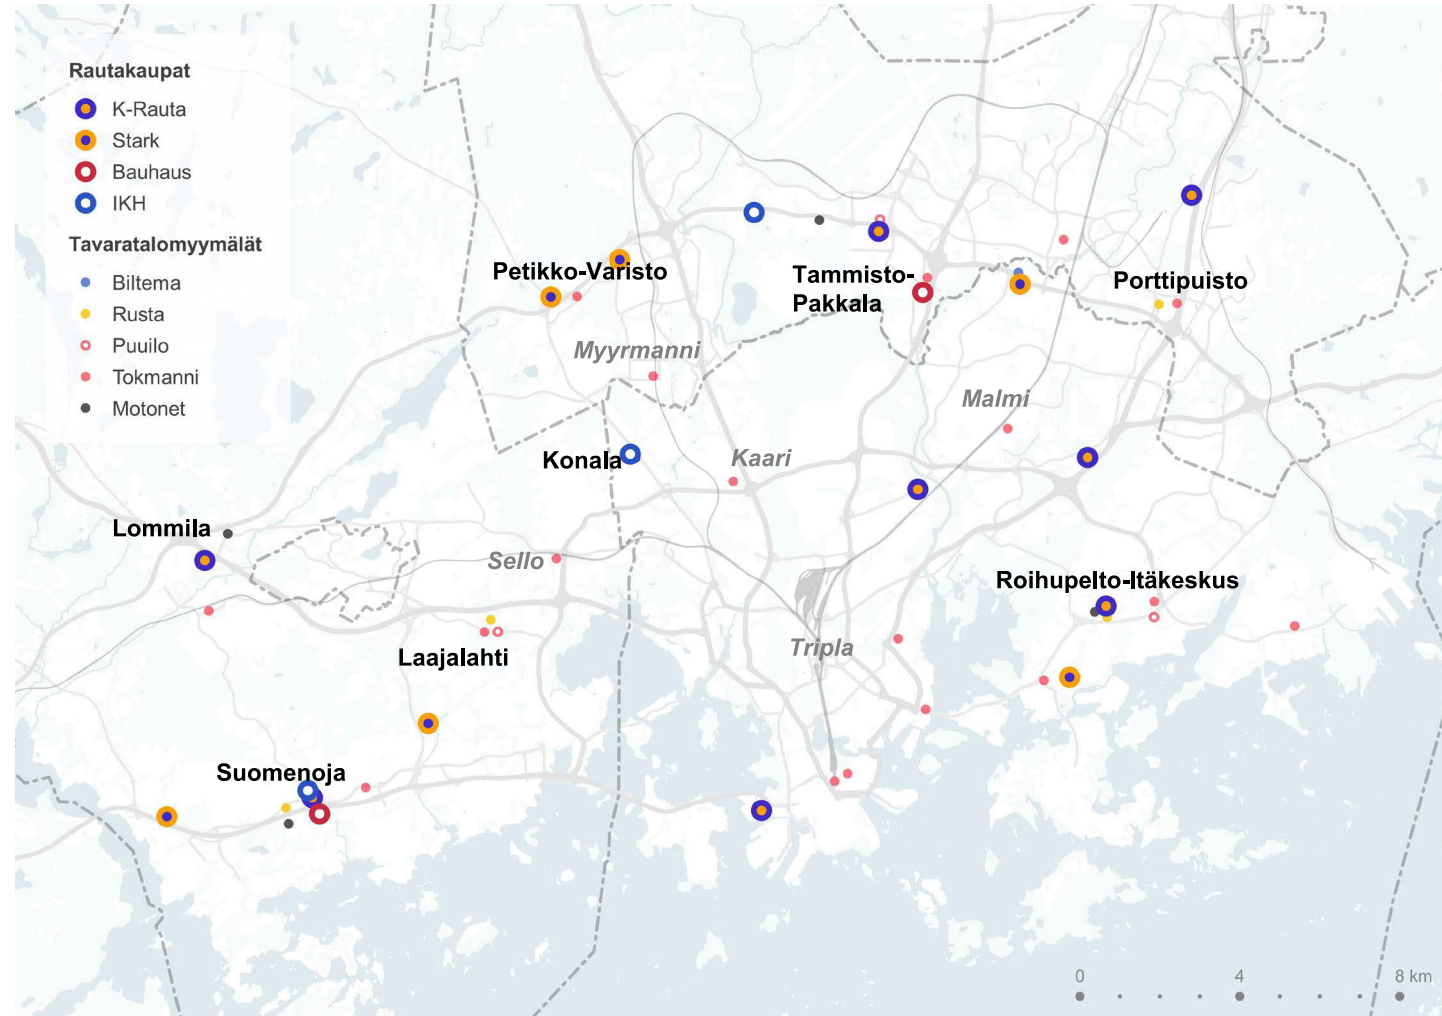 Rautakaupat
K-Rauta
Stark
Bauhaus
IKH
Tavaratalomyymälät
Biltema
Rusta
Puuilo
Tokmanni
Motonet
Petikko-Varisto
Tammisto-
Pakkala
Porttipuisto
Myyrmanni
Malmi
Konala
Kaari
Lommila
Sello
Roihupelto-Itäkeskus
Laajalahti
Tripla
Suomenoja
0 4 8 km